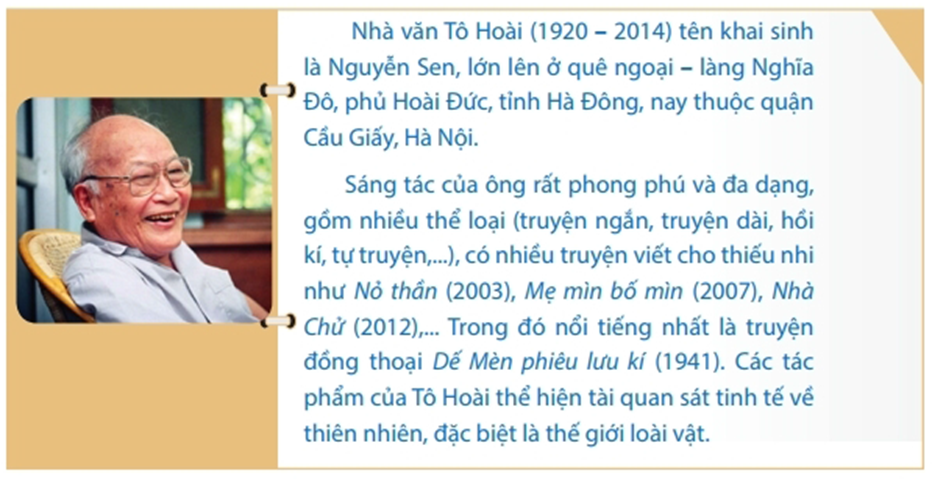 Nhà văn Tô Hoài (1920 – 2014) tên khai sinh
là Nguyễn Sen, lớn lên ở quê ngoại – làng Nghĩa
Đô, phủ Hoài Đức, tỉnh Hà Đông, nay thuộc quận
Cầu Giấy, Hà Nội.
Sáng tác của ông rất phong phú và đa dạng,
gồm nhiều thể loại (truyện ngắn, truyện dài, hồi
kí, tự truyện,...), có nhiều truyện viết cho thiếu nhi
như Nỏ thần (2003), Mẹ mìn bố mìn (2007), Nhà
Chử (2012),... Trong đó nổi tiếng nhất là truyện
đồng thoại Dế Mèn phiêu lưu kí (1941). Các tác
phẩm của Tô Hoài thể hiện tài quan sát tinh tế về
thiên nhiên, đặc biệt là thế giới loài vật.